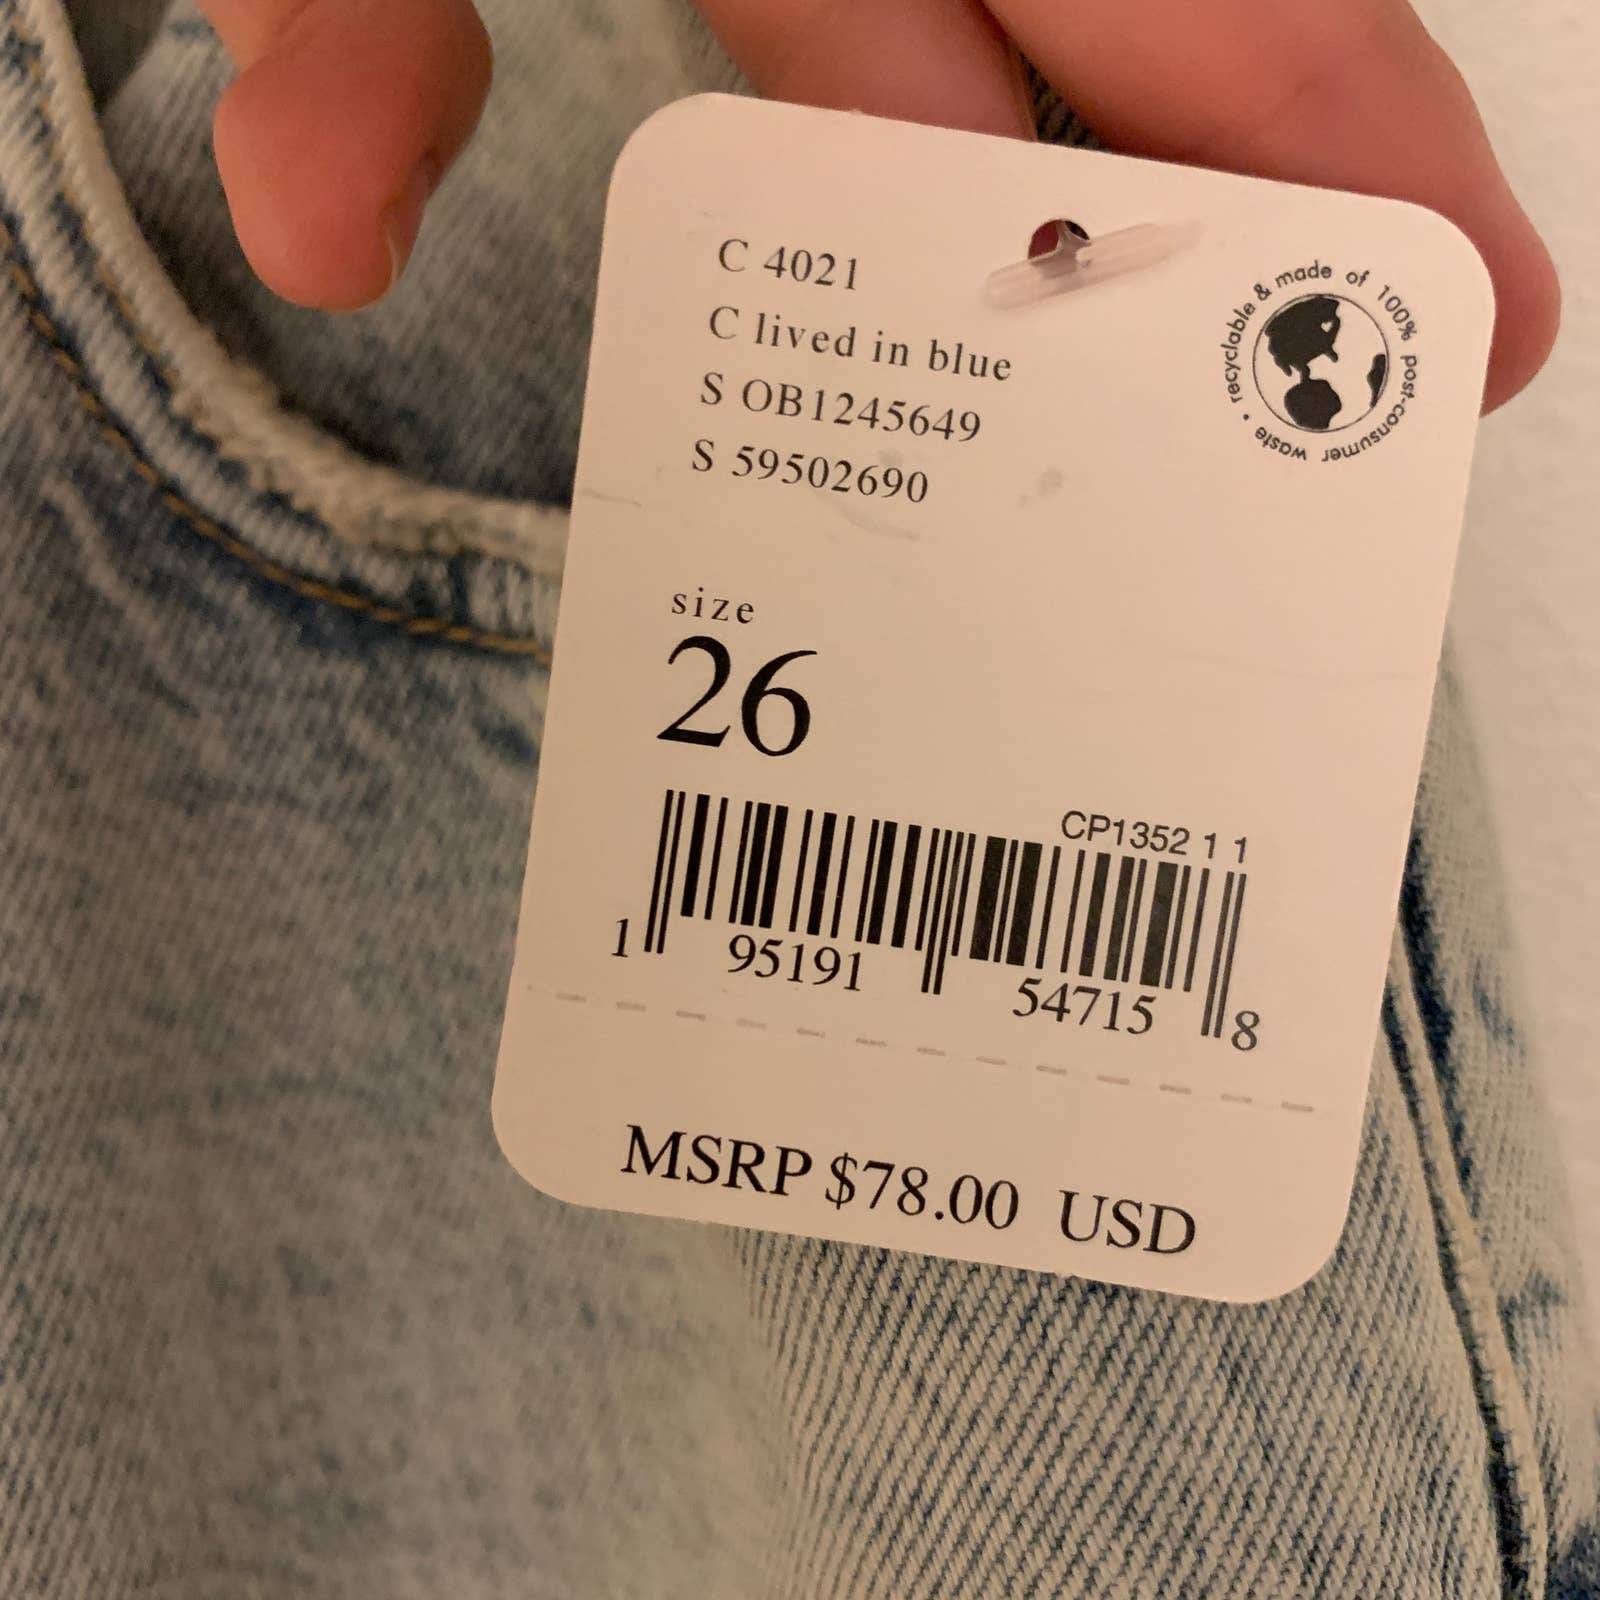 C 4021
C lived in blue
S OB1245649
S 59502690
recyclable & made of 100% post-consumer waste •
size
26
CP1352 1 1
1 95191 54715 8
MSRP $78.00 USD